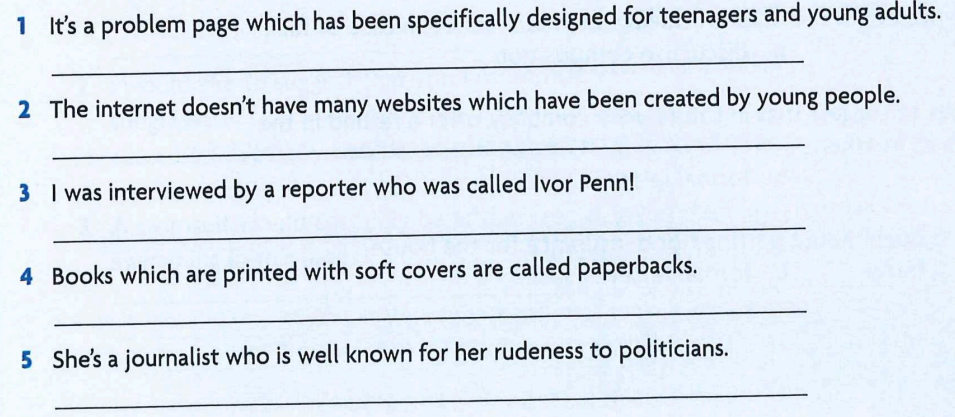 1 It's a problem page which has been specifically designed for teenagers and young adults.
2 The internet doesn't have many websites which have been created by young people.
3 I was interviewed by a reporter who was called Ivor Penn!
4 Books which are printed with soft covers are called paperbacks.
5 She's a journalist who is well known for her rudeness to politicians.